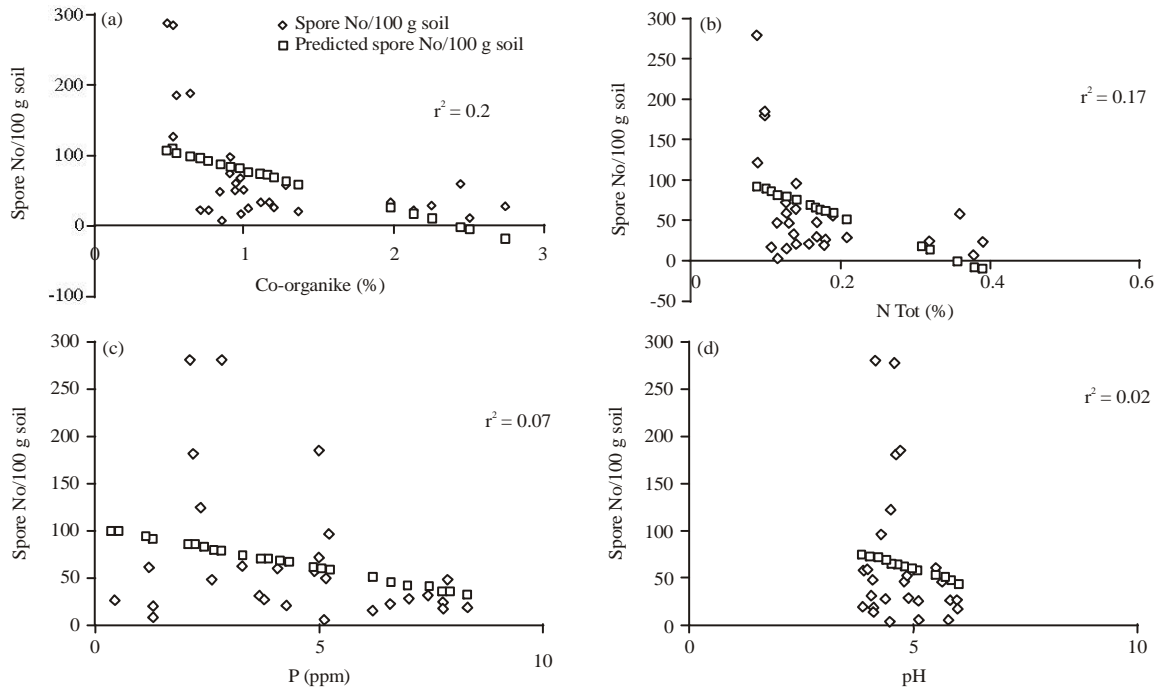 (a)
Spore No/100 g soil
Predicted spore No/100 g soil
r² = 0.2
300
200
100
0
-100
0
1
2
3
Spore No/100 g soil
Co-organike (%)
(b)
r² = 0.17
300
250
200
150
100
50
0
-50
0
0.2
0.4
0.6
Spore No/100 g soil
N Tot (%)
(c)
r² = 0.07
300
250
200
150
100
50
0
0
5
10
Spore No/100 g soil
P (ppm)
(d)
r² = 0.02
300
250
200
150
100
50
0
0
5
10
Spore No/100 g soil
pH